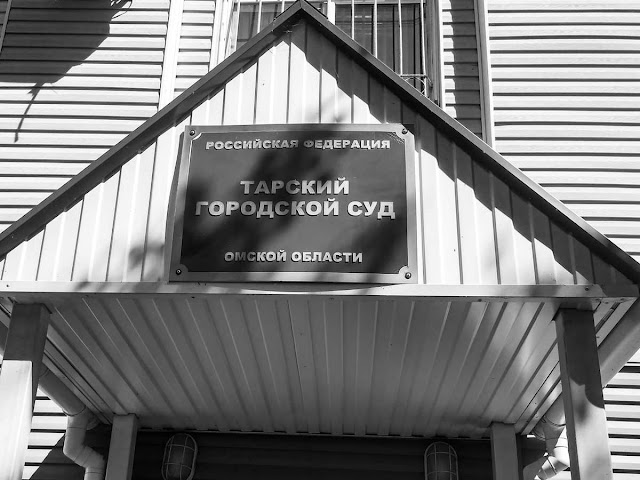 РОССИЙСКАЯ ФЕДЕРАЦИЯ
ТАРСКИЙ
ГОРОДСКОЙ СУД
ОМСКОЙ ОБЛАСТИ